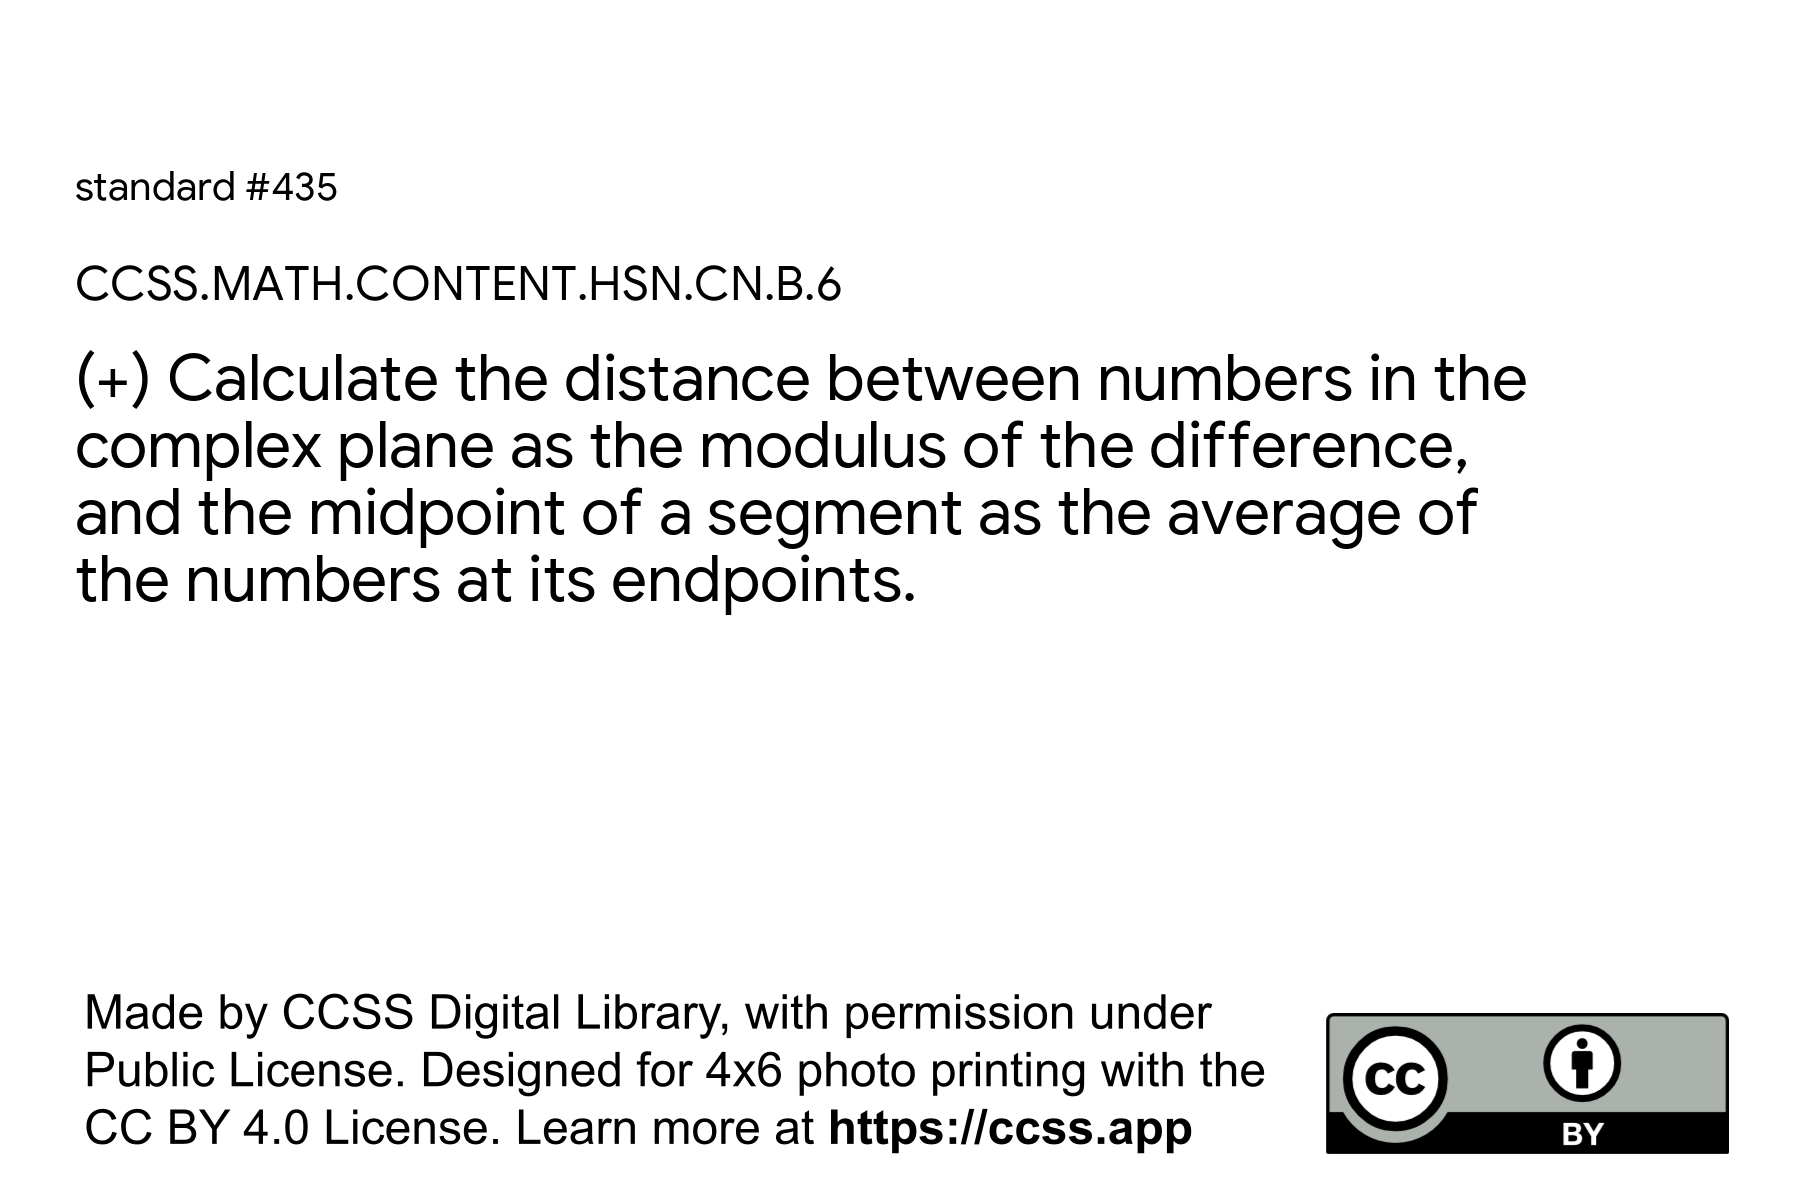 standard #435
CCSS.MATH.CONTENT.HSN.CN.B.6
(+) Calculate the distance between numbers in the
complex plane as the modulus of the difference,
and the midpoint of a segment as the average of
the numbers at its endpoints.
Made by CCSS Digital Library, with permission under
Public License. Designed for 4x6 photo printing with the
CC BY 4.0 License. Learn more at https://ccss.app
CC
BY